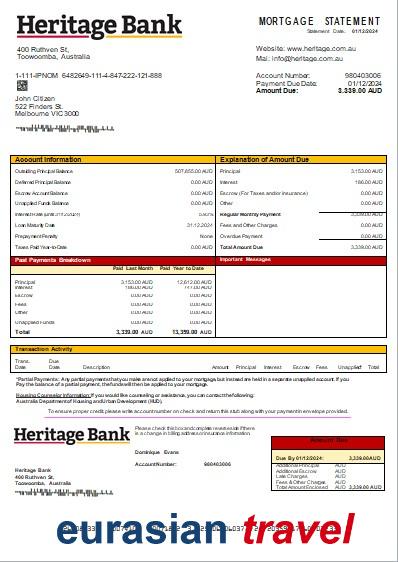 Heritage Bank
MORTGAGE STATEMENT
Statement Date: 01/12/2024
400 Ruthven St,
Toowoomba, Australia
Website: www.heritage.com.au
Mai: info@heritage.com.au
1-111-IPNOM 6482649-111-4-847-222-121-888
Account Number: 980403006
Payment Due Date: 01/12/2024
Amount Due: 3,339.00 AUD
John Citizen
522 Finders St.
Melbourne VIC 3000
Account Information
Explanation of Amount Due
Outstanding Principal Balance 507,855.00 AUD
Principal 3,153.00 AUD
Deferred Principal Balance 0.00 AUD
Interest 186.00 AUD
Escrow Account Balance 0.00 AUD
Escrow (For Taxes and/or Insurance) 0.00 AUD
Unapplied Funds Balance 0.00 AUD
Other 0.00 AUD
Regular Monthly Payment 3,339.00 AUD
Loan Maturity Date 31.12.2024
Fees and Other Charges 0.00 AUD
Prepayment Penalty None
Overdue Payment 0.00 AUD
Taxes Paid Year-to-Date 0.00 AUD
Total Amount Due 3,339.00 AUD
Past Payments Breakdown
Important Messages
Paid Last Month Paid Year to Date
Principal 3,153.00 AUD 12,612.00 AUD
Interest 186.00 AUD 747.00 AUD
Escrow 0.00 AUD 0.00 AUD
Fees 0.00 AUD 0.00 AUD
Other 0.00 AUD 0.00 AUD
Unapplied Funds 0.00 AUD 0.00 AUD
Total 3,339.00 AUD 13,359.00 AUD
Transaction Activity
Trans. Date Due Date Description Amount Principal Interest Escrow Fees Unapplied Total
*Partial Payments: Any partial payments that you make are not applied to your mortgage, but instead are held in a separate unapplied account. If you
Pay the balance of a partial payment, the funds will then be applied to your mortgage.
Housing Counselor Information: If you would like counseling or assistance, you can contact the following:
Australia Department of Housing and Urban Development (HUD).
To ensure proper credit please write account number on check and return this stub along with your payment in envelope provided.
Heritage Bank
Please check this box and complete reverse side if there
is a change in billing address or insurance information
Amount Due
Dominique Evans
Due By 01/12/2024: 3,339.00 AUD
Account Number: 980403006
Additional Principal AUD
Additional Escrow AUD
Late Charges AUD
Fees & Other Charges AUD
Total Amount Enclosed AUD 3,339.00 AUD
Heritage Bank
400 Ruthven St,
Toowoomba, Australia
eurasian travel